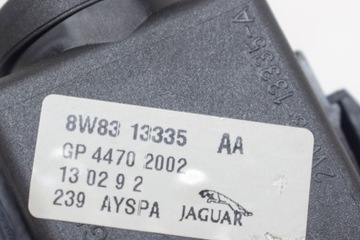 8W83 13335 AA
GP 4470 2002
13 02 9 2
239 AYSPA JAGUAR